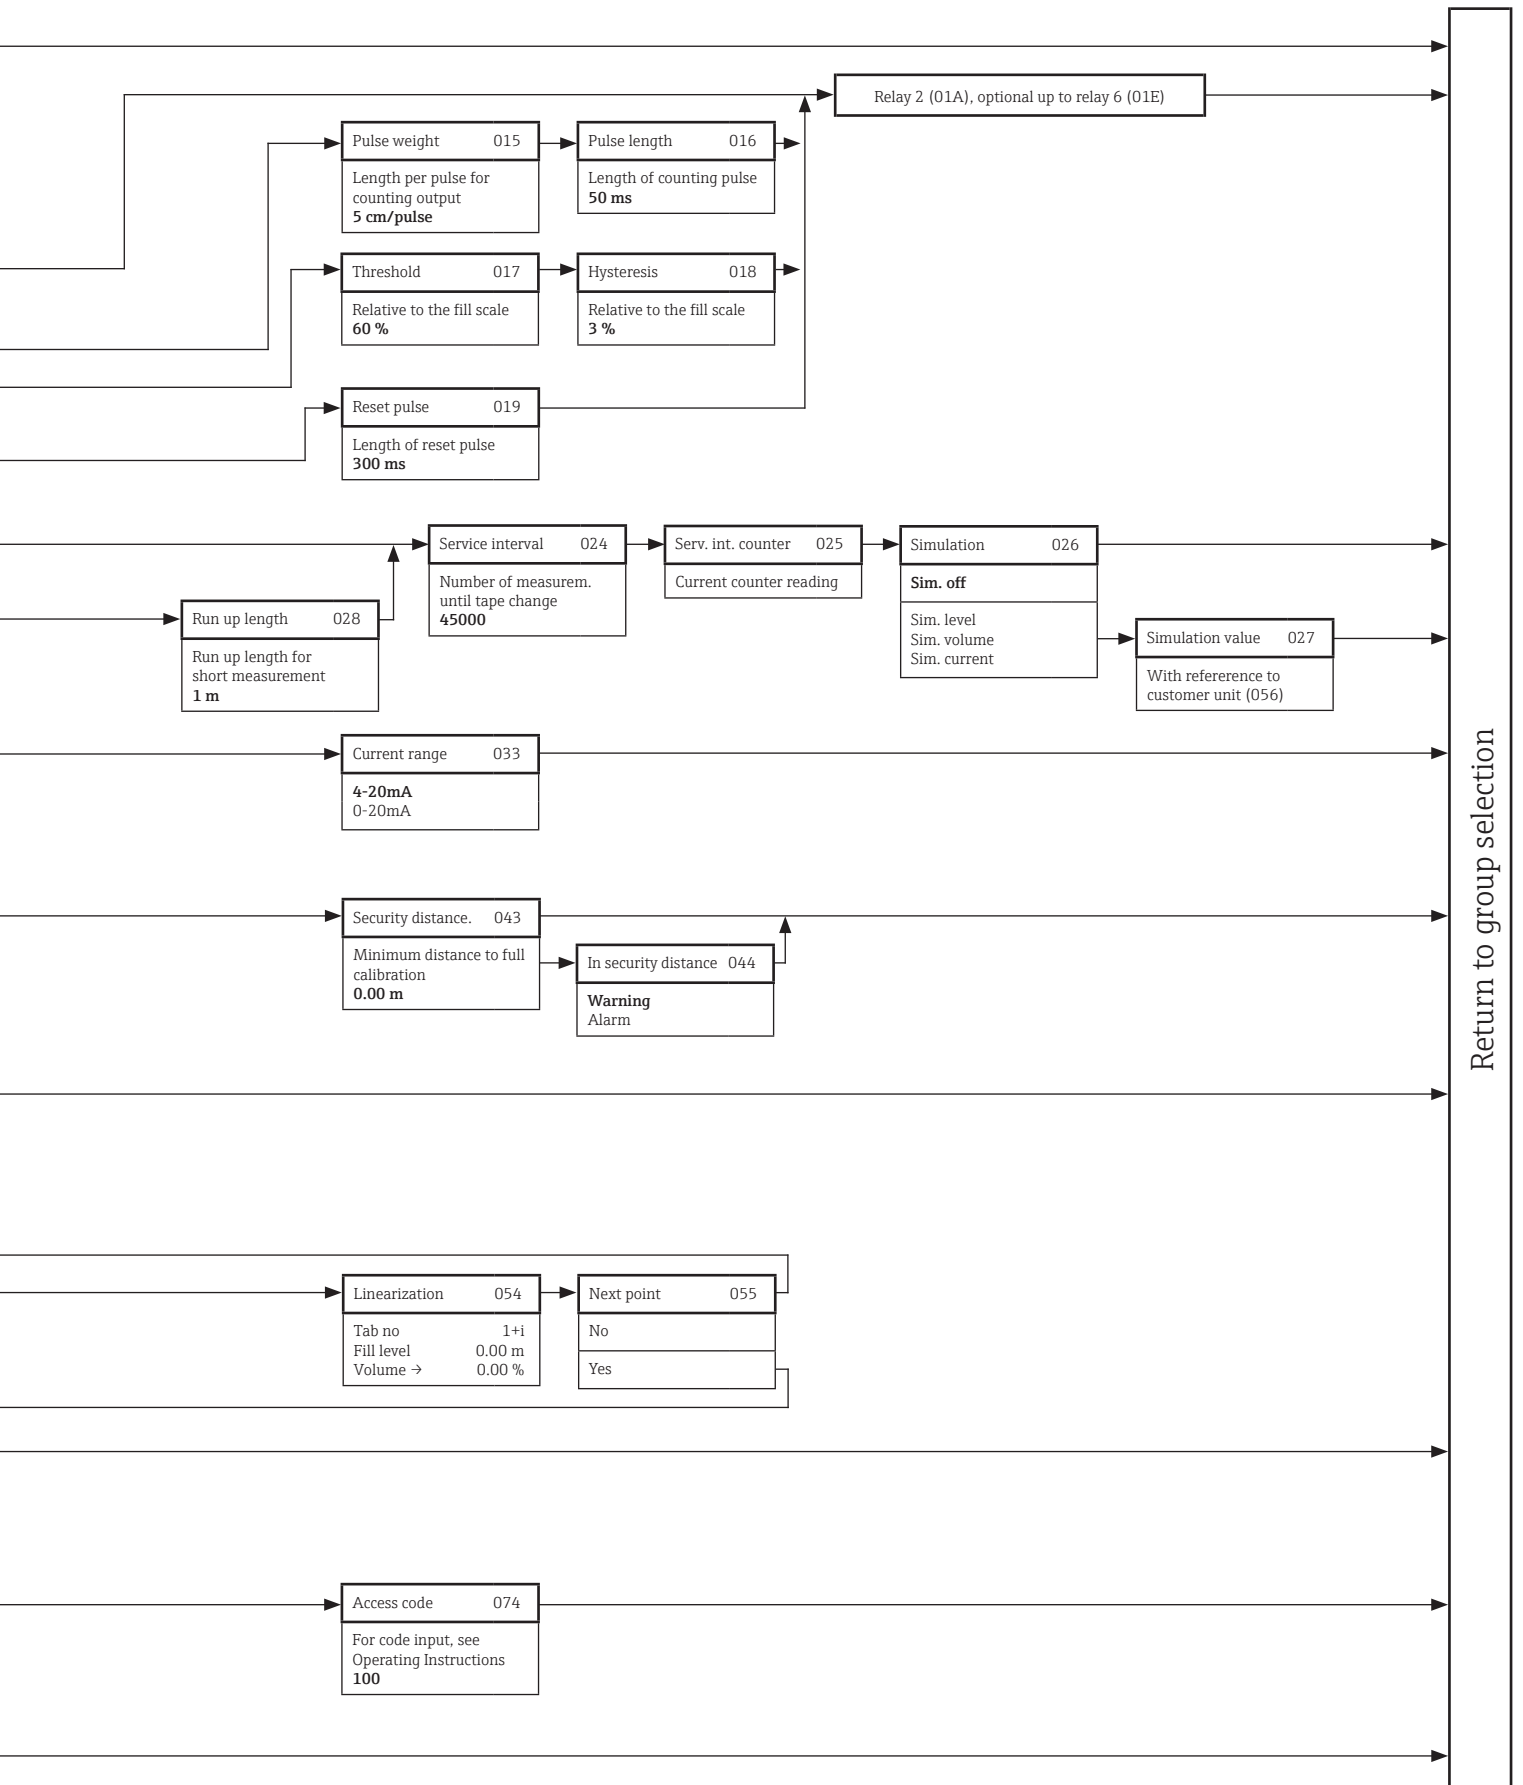 Relay 2 (01A), optional up to relay 6 (01E)
Pulse weight 015
Length per pulse for
counting output
5 cm/pulse
Pulse length 016
Length of counting pulse
50 ms
Threshold 017
Relative to the fill scale
60 %
Hysteresis 018
Relative to the fill scale
3 %
Reset pulse 019
Length of reset pulse
300 ms
Service interval 024
Number of measurem.
until tape change
45000
Serv. int. counter 025
Current counter reading
Simulation 026
Sim. off
Sim. level
Sim. volume
Sim. current
Run up length 028
Run up length for
short measurement
1 m
Simulation value 027
With refererence to
customer unit (056)
Current range 033
4-20mA
0-20mA
Security distance. 043
Minimum distance to full
calibration
0.00 m
In security distance 044
Warning
Alarm
Linearization 054
Tab no 1+i
Fill level 0.00 m
Volume → 0.00 %
Next point 055
No
Yes
Access code 074
For code input, see
Operating Instructions
100
Return to group selection